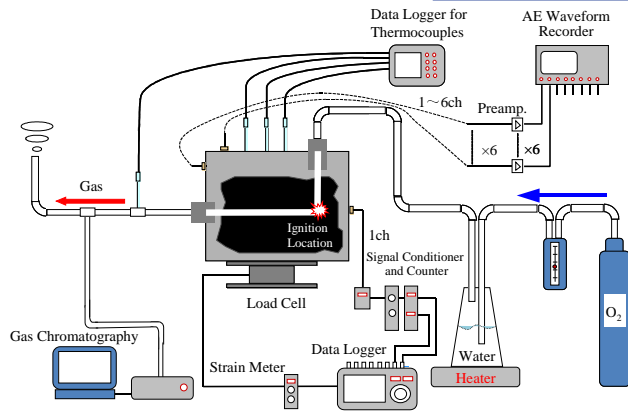 Data Logger for
Thermocouples
AE Waveform
Recorder
1～6ch
Preamp.
×6
×6
Gas
Ignition
Location
1ch
Signal Conditioner
and Counter
Load Cell
O2
Water
Heater
Gas Chromatography
Strain Meter
Data Logger